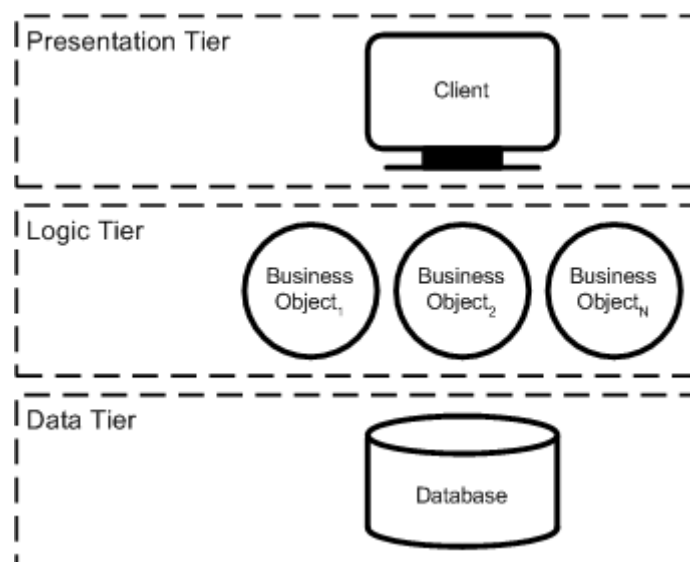 Presentation Tier
Client
Logic Tier
Business
Object₁
Business
Object₂
Business
Objectₙ
Data Tier
Database